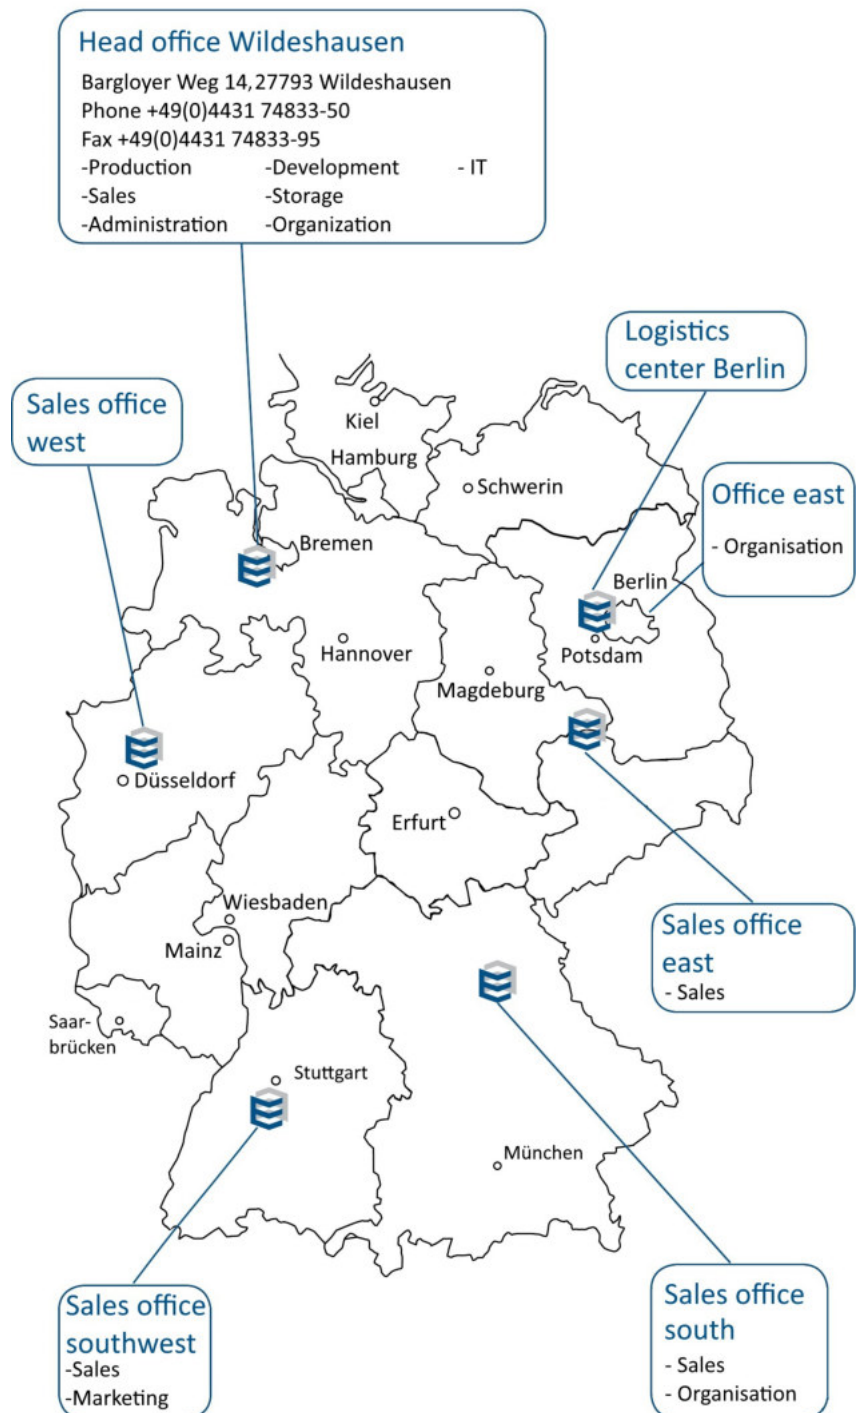 Head office Wildeshausen
Bargloyer Weg 14,27793 Wildeshausen
Phone +49(0)4431 74833-50
Fax +49(0)4431 74833-95
-Production -Development - IT
-Sales -Storage
-Administration -Organization
Logistics
center Berlin
Sales office
west
Kiel
Hamburg
Schwerin
Office east
- Organisation
Bremen
Berlin
Hannover
Potsdam
Magdeburg
Düsseldorf
Erfurt
Wiesbaden
Mainz
Sales office
east
- Sales
Saar-
brücken
Stuttgart
München
Sales office
southwest
-Sales
-Marketing
Sales office
south
- Sales
- Organisation